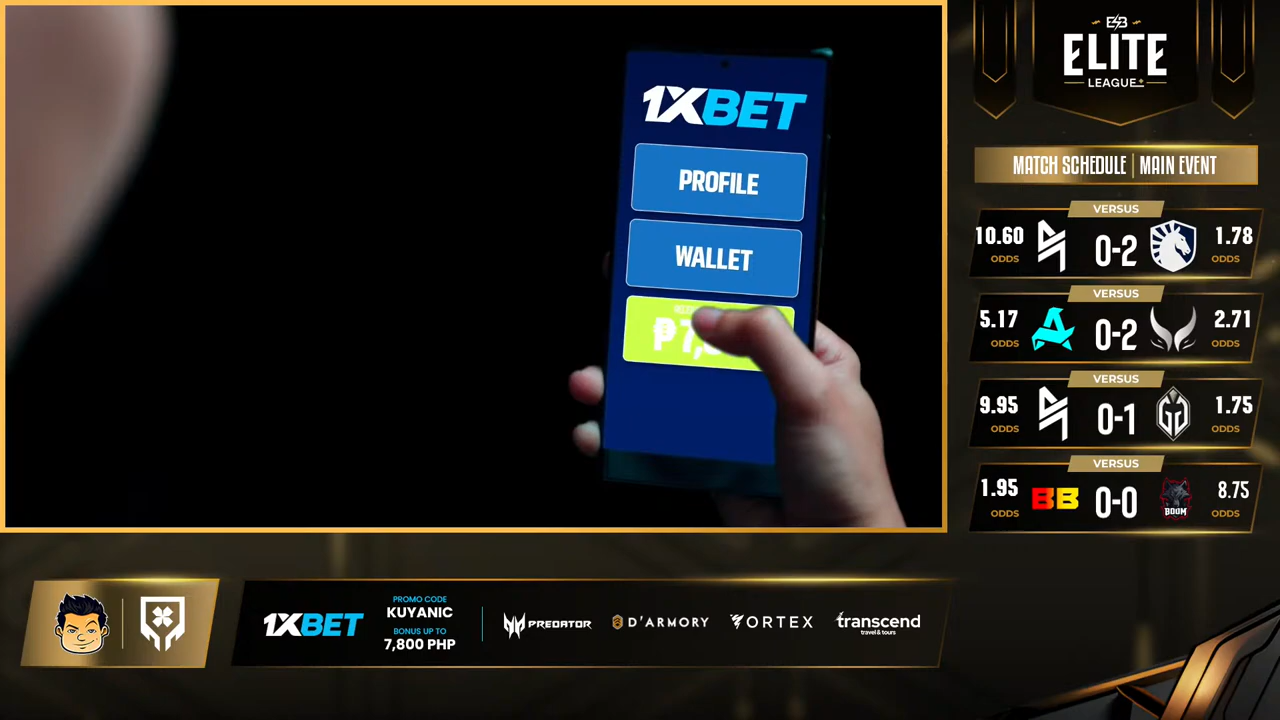 1XBET
PROFILE
WALLET
ESB
ELITE
LEAGUE
MATCH SCHEDULE | MAIN EVENT
VERSUS
10.60 0-2 1.78
ODDS ODDS
VERSUS
5.17 0-2 2.71
ODDS ODDS
VERSUS
9.95 0-1 1.75
ODDS ODDS
VERSUS
1.95 BB 0-0 BOOM 8.75
ODDS ODDS
1XBET
PROMO CODE
KUYANIC
BONUS UP TO
7,800 PHP
PREDATOR
D'ARMORY
VORTEX
transcend
travel & tours